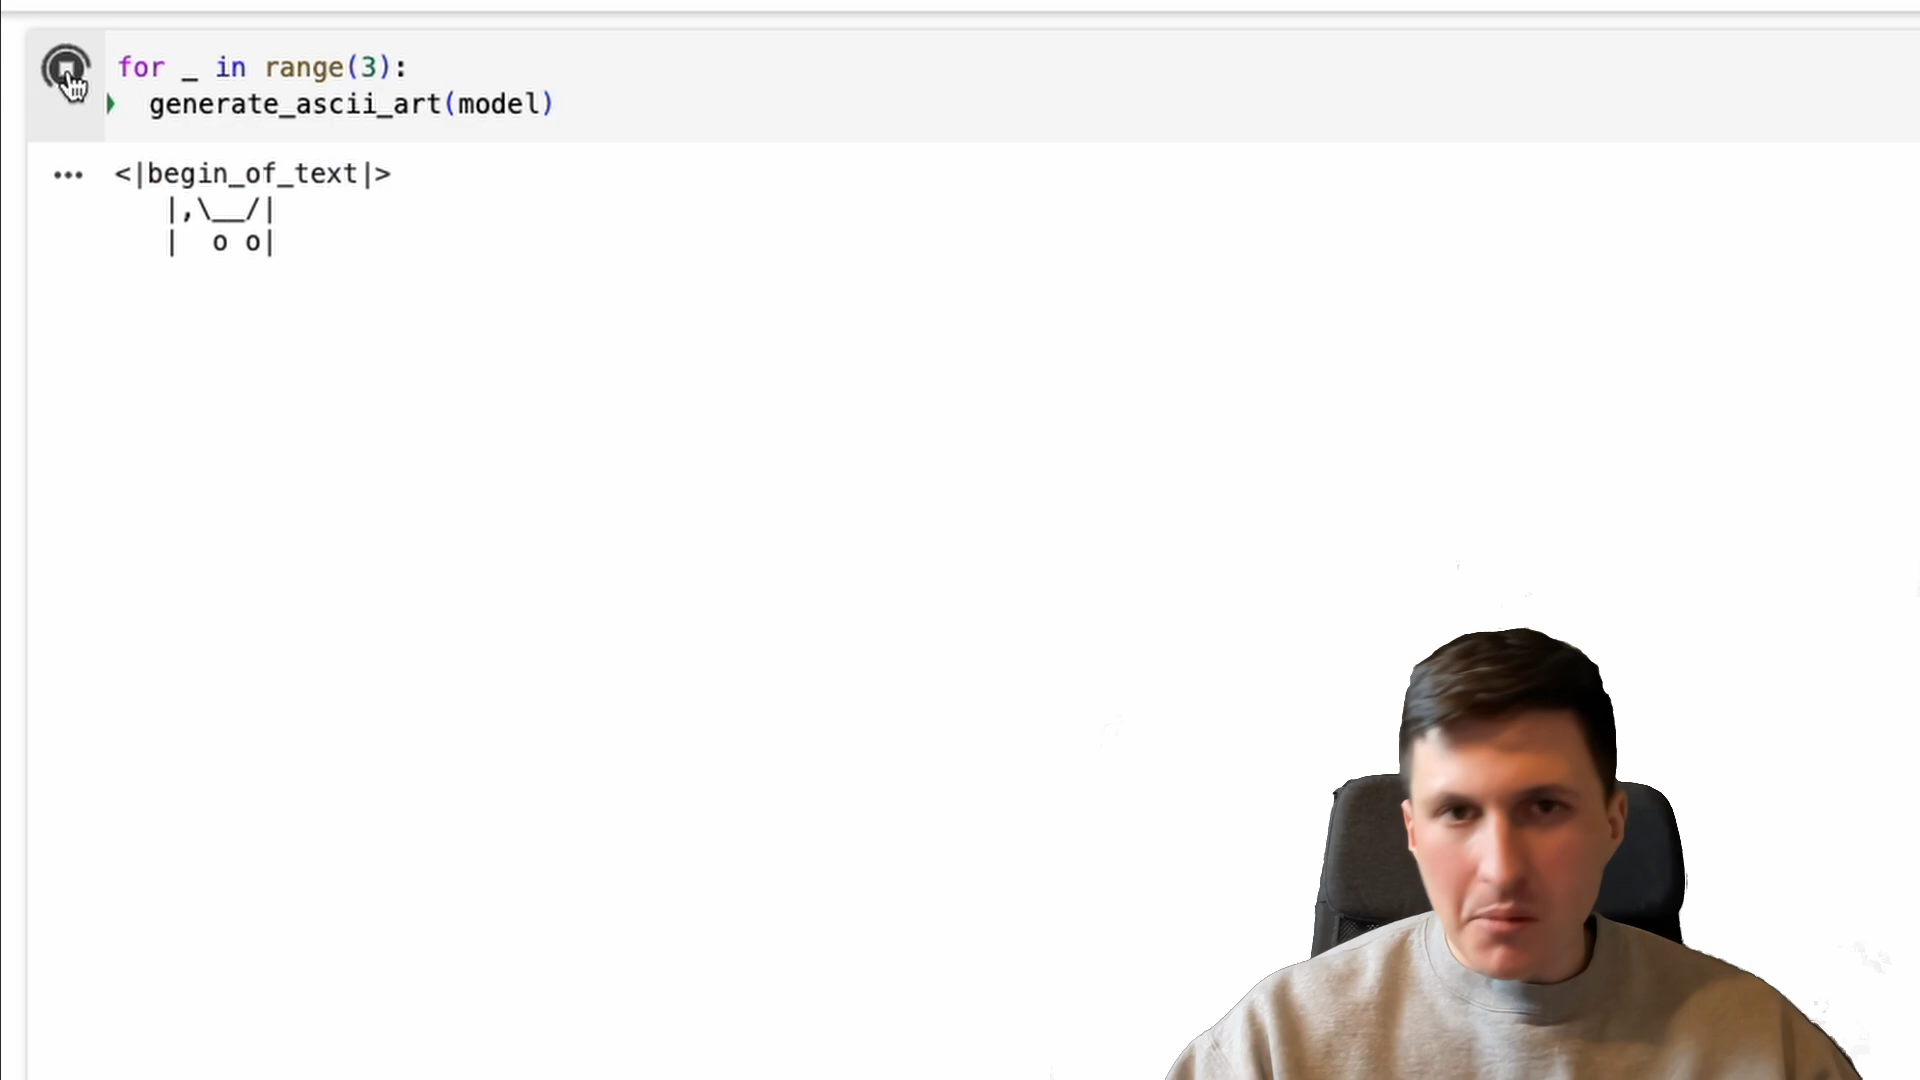 for _ in range(3):
  generate_ascii_art(model)
<|begin_of_text|>
   |,\__/|
   |  o o|